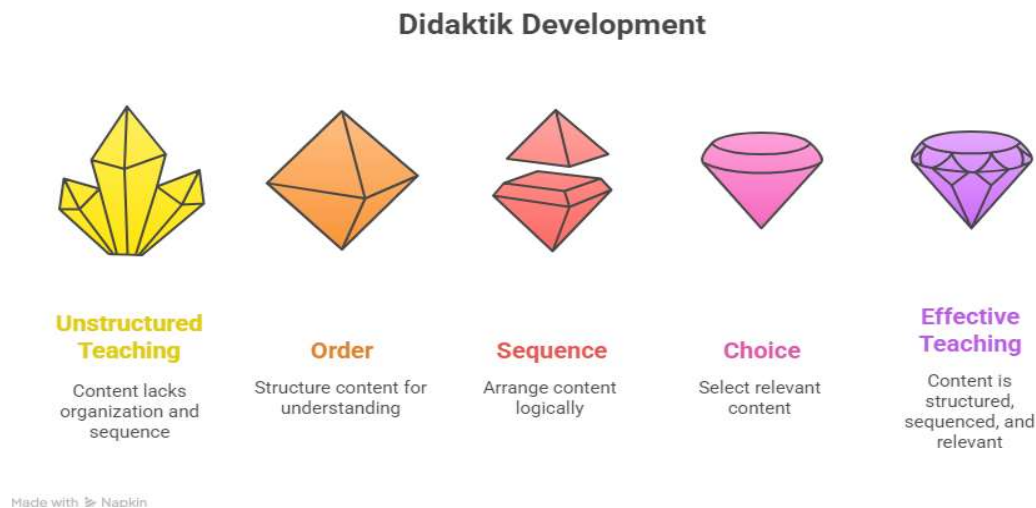 Didaktik Development
Unstructured
Teaching
Content lacks
organization and
sequence
Order
Structure content for
understanding
Sequence
Arrange content
logically
Choice
Select relevant
content
Effective
Teaching
Content is
structured,
sequenced, and
relevant
Made with Napkin